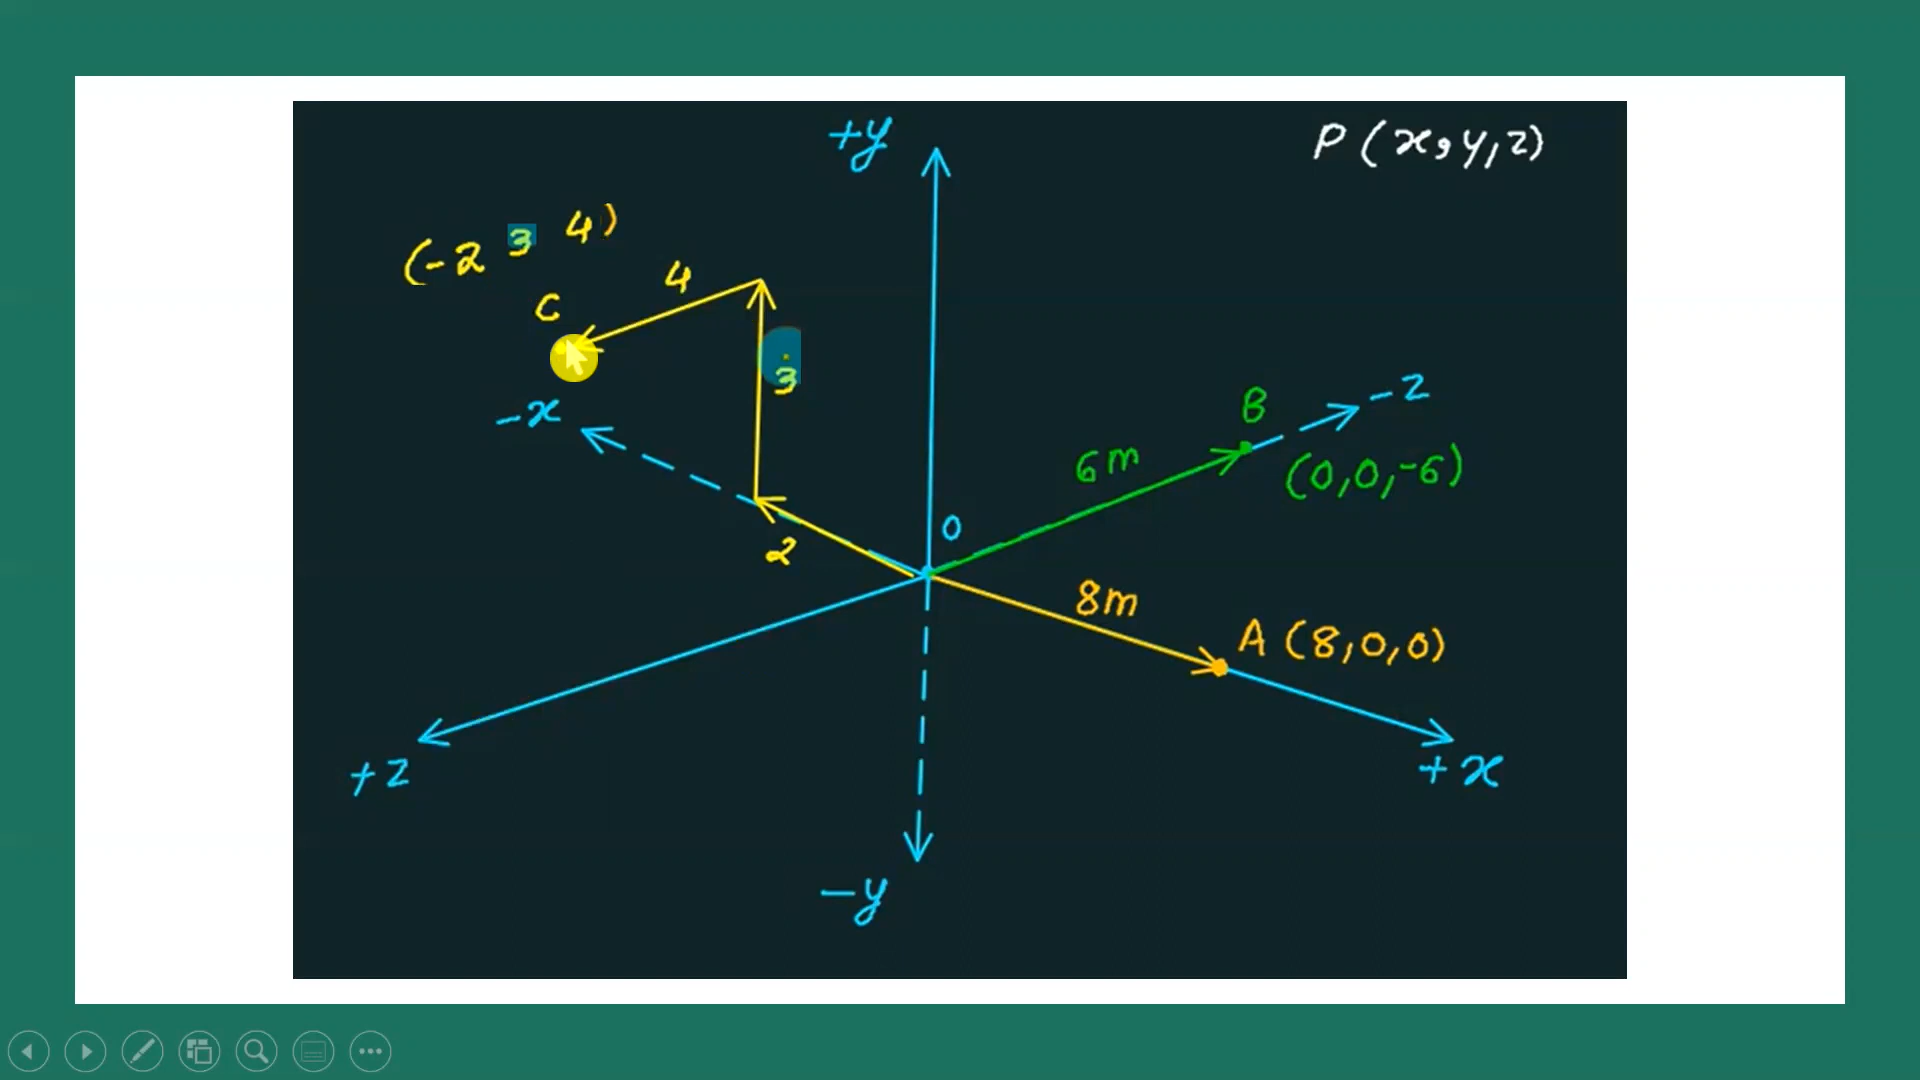 +y
P (x,y,z)
(-2 3 4)
4
C
3
-x
-z
B
6m
(0,0,-6)
0
2
8m
A (8,0,0)
+z
+x
-y